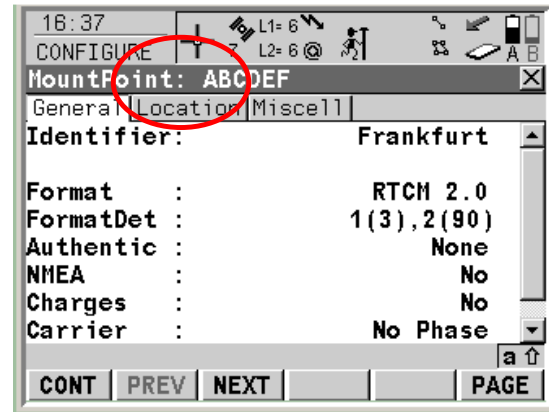 16:37
CONFIGURE
7 L1= 6
L2= 6
A B
MountPoint: ABCDEF
General Location Miscell
Identifier: Frankfurt
Format : RTCM 2.0
FormatDet : 1(3),2(90)
Authentic : None
NMEA : No
Charges : No
Carrier : No Phase
a
CONT PREV NEXT PAGE